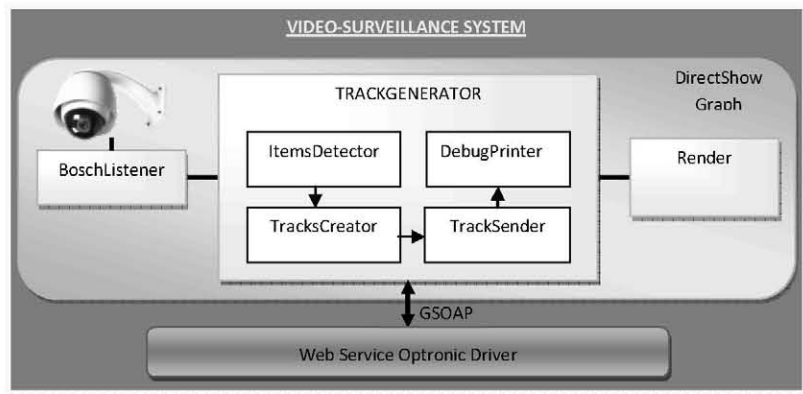 VIDEO-SURVEILLANCE SYSTEM
DirectShow
Graph
TRACKGENERATOR
ItemsDetector
DebugPrinter
BoschListener
Render
TracksCreator
TrackSender
GSOAP
Web Service Optronic Driver